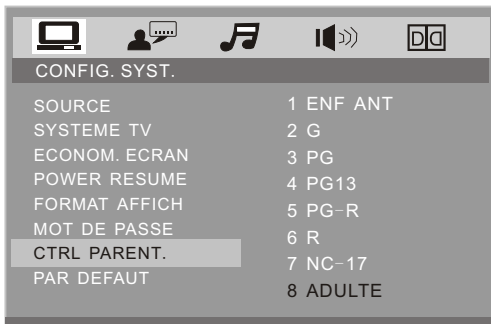 CONFIG. SYST.
SOURCE
SYSTEME TV
ECONOM. ECRAN
POWER RESUME
FORMAT AFFICH
MOT DE PASSE
CTRL PARENT.
PAR DEFAUT
1 ENF ANT
2 G
3 PG
4 PG13
5 PG-R
6 R
7 NC-17
8 ADULTE